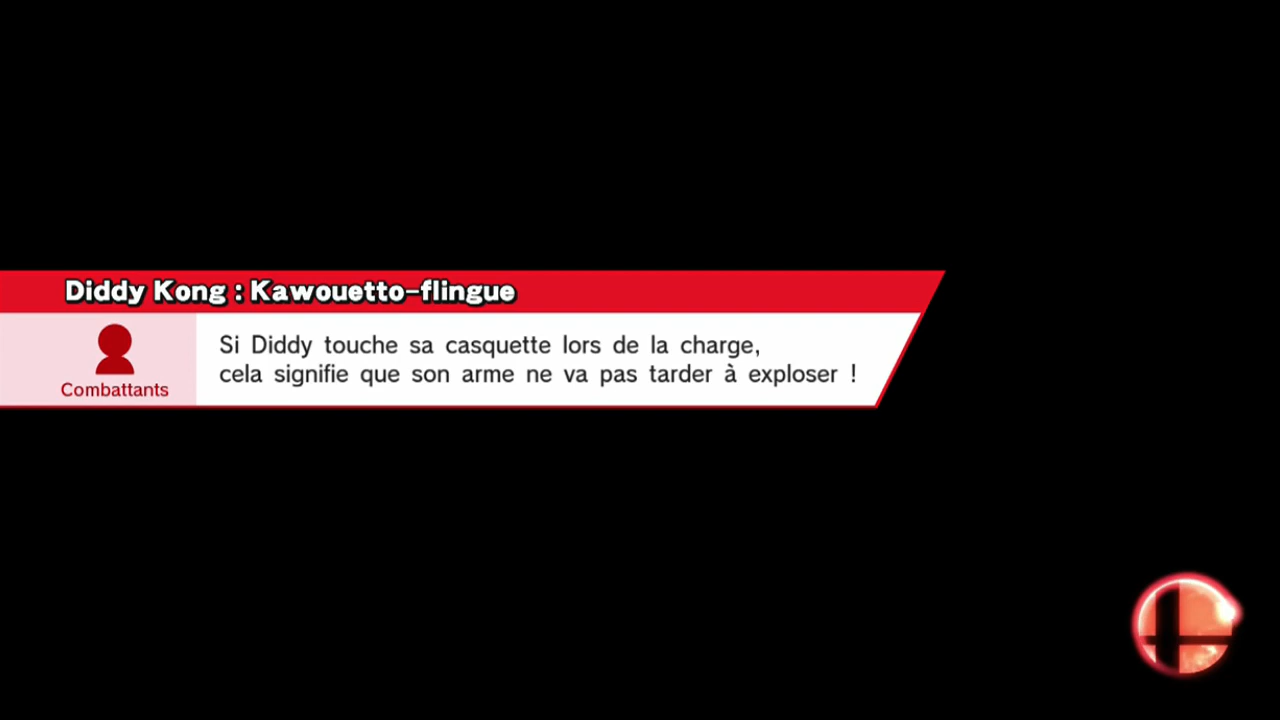 Diddy Kong : Kawouetto-flingue
Si Diddy touche sa casquette lors de la charge,
cela signifie que son arme ne va pas tarder à exploser !
Combattants